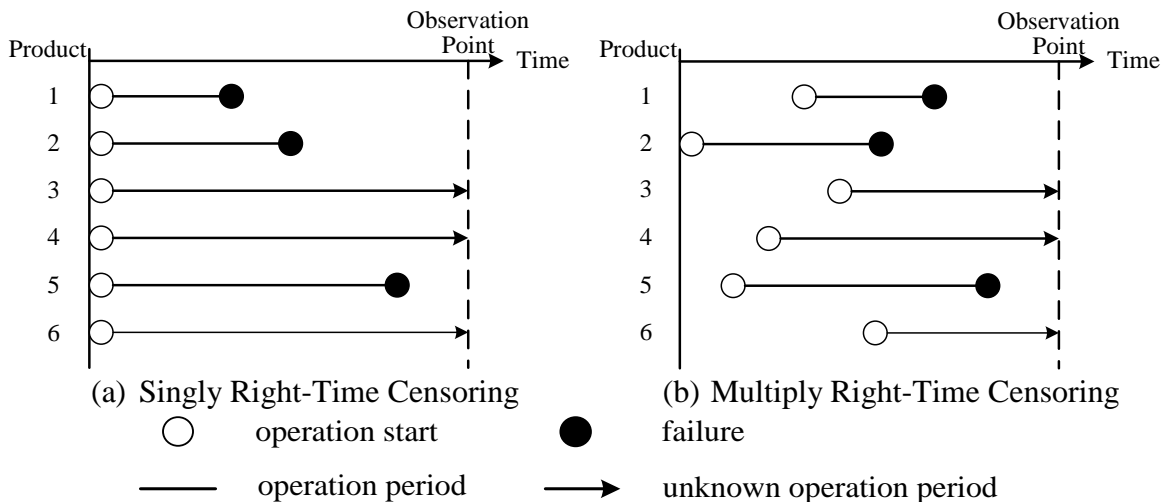 Observation
Point
Product
Time
1
2
3
4
5
6
(a) Singly Right-Time Censoring
Observation
Point
Product
Time
1
2
3
4
5
6
(b) Multiply Right-Time Censoring
operation start
failure
operation period
unknown operation period